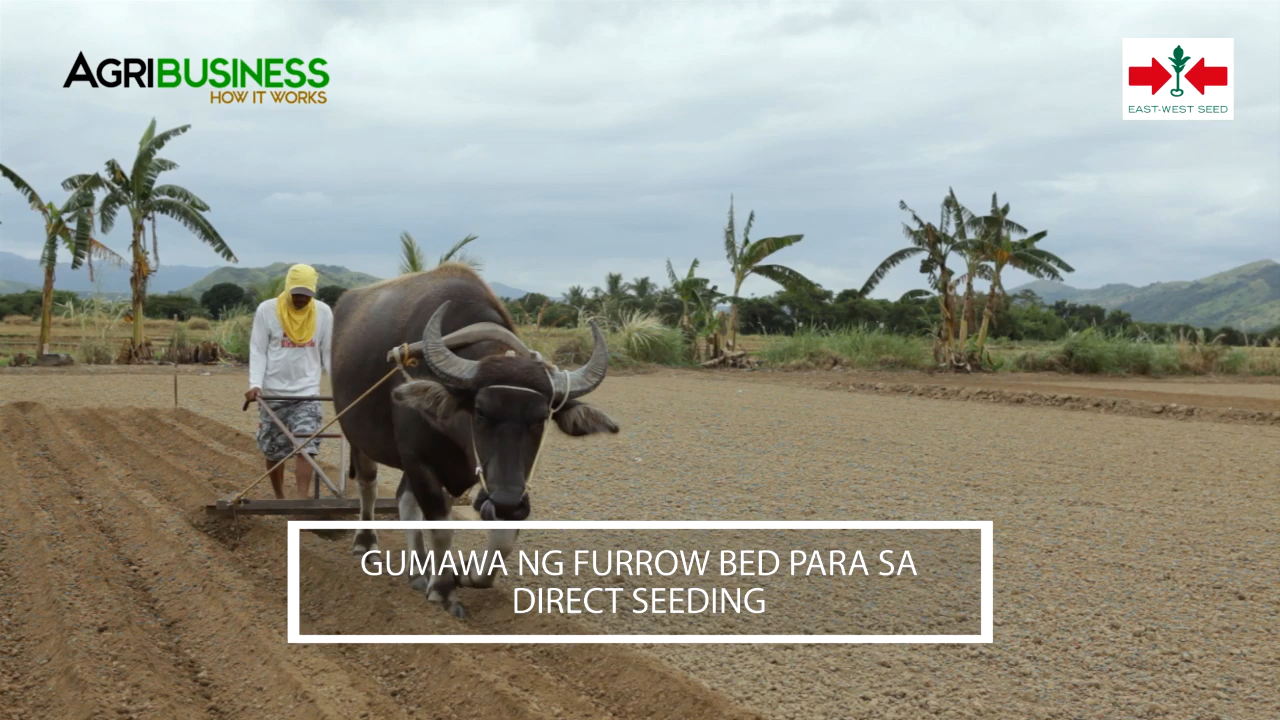 AGRIBUSINESS
HOW IT WORKS
EAST-WEST SEED
GUMAWA NG FURROW BED PARA SA
DIRECT SEEDING